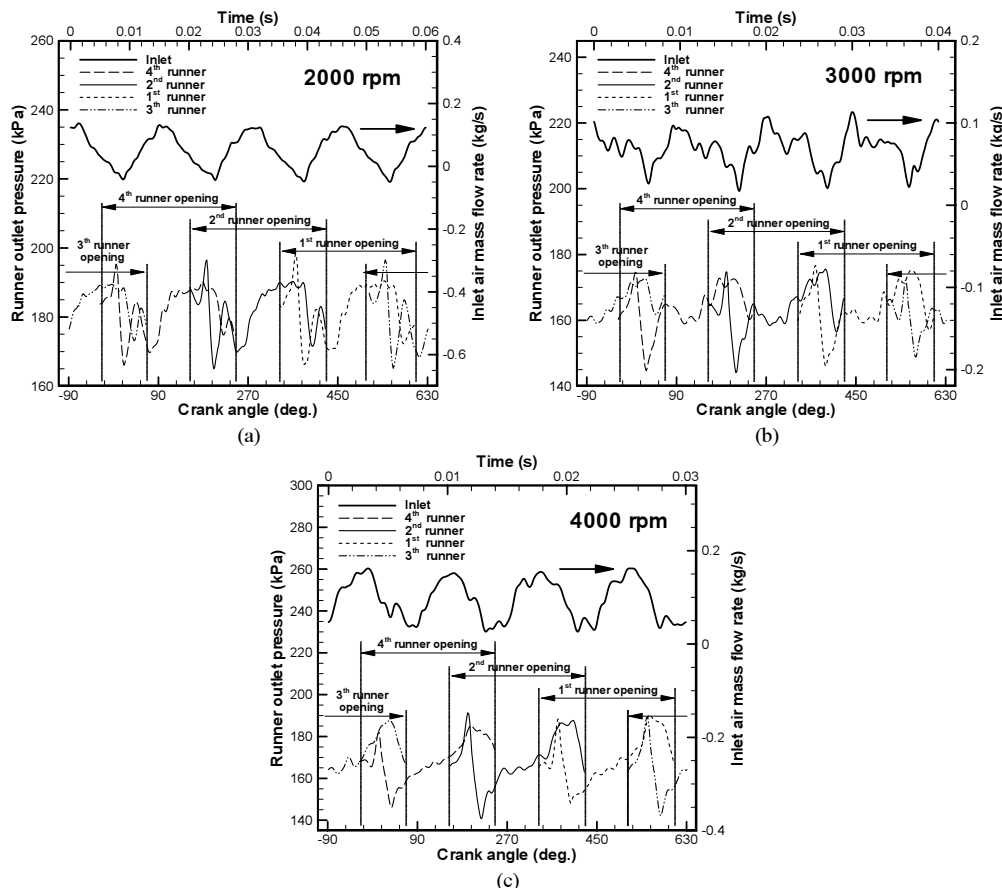 Time (s)
0 0.01 0.02 0.03 0.04 0.05 0.06
260 240 220 200 180 160
Runner outlet pressure (kPa)
Inlet
4th runner
2nd runner
1st runner
3th runner
2000 rpm
4th runner opening
2nd runner opening
3th runner opening
1st runner opening
0.4 0.2 0 -0.2 -0.4 -0.6
Inlet air mass flow rate (kg/s)
-90 90 270 450 630
Crank angle (deg.)
(a)
Time (s)
0 0.01 0.02 0.03 0.04
240 220 200 180 160 140
Runner outlet pressure (kPa)
Inlet
4th runner
2nd runner
1st runner
3th runner
3000 rpm
4th runner opening
2nd runner opening
3th runner
opening
1st runner opening
0.2 0.1 0 -0.1 -0.2
Inlet air mass flow rate (kg/s)
-90 90 270 450 630
Crank angle (deg.)
(b)
Time (s)
0 0.01 0.02 0.03
300 280 260 240 220 200 180 160 140
Runner outlet pressure (kPa)
Inlet
4th runner
2nd runner
1st runner
3th runner
4000 rpm
4th runner opening
2nd runner opening
3th runner
opening
1st runner opening
0.2 0 -0.2 -0.4
Inlet air mass flow rate (kg/s)
-90 90 270 450 630
Crank angle (deg.)
(c)